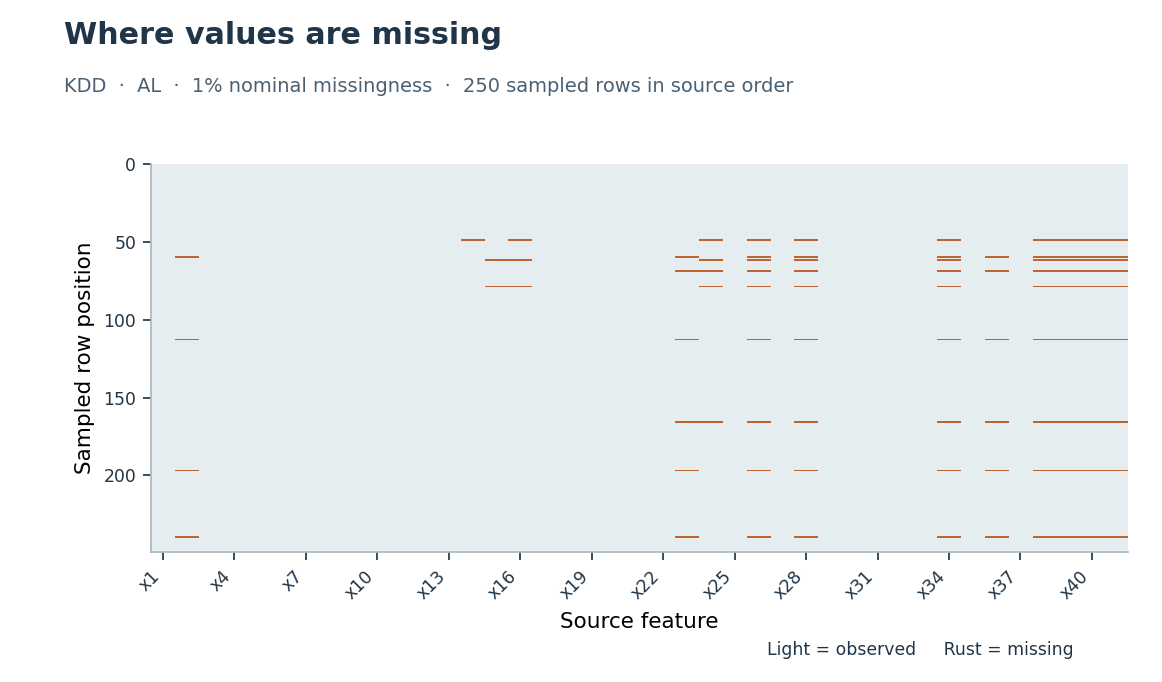 Where values are missing
KDD · AL · 1% nominal missingness · 250 sampled rows in source order
0
50
100
150
200
Sampled row position
x1 x4 x7 x10 x13 x16 x19 x22 x25 x28 x31 x34 x37 x40
Source feature
Light = observed Rust = missing